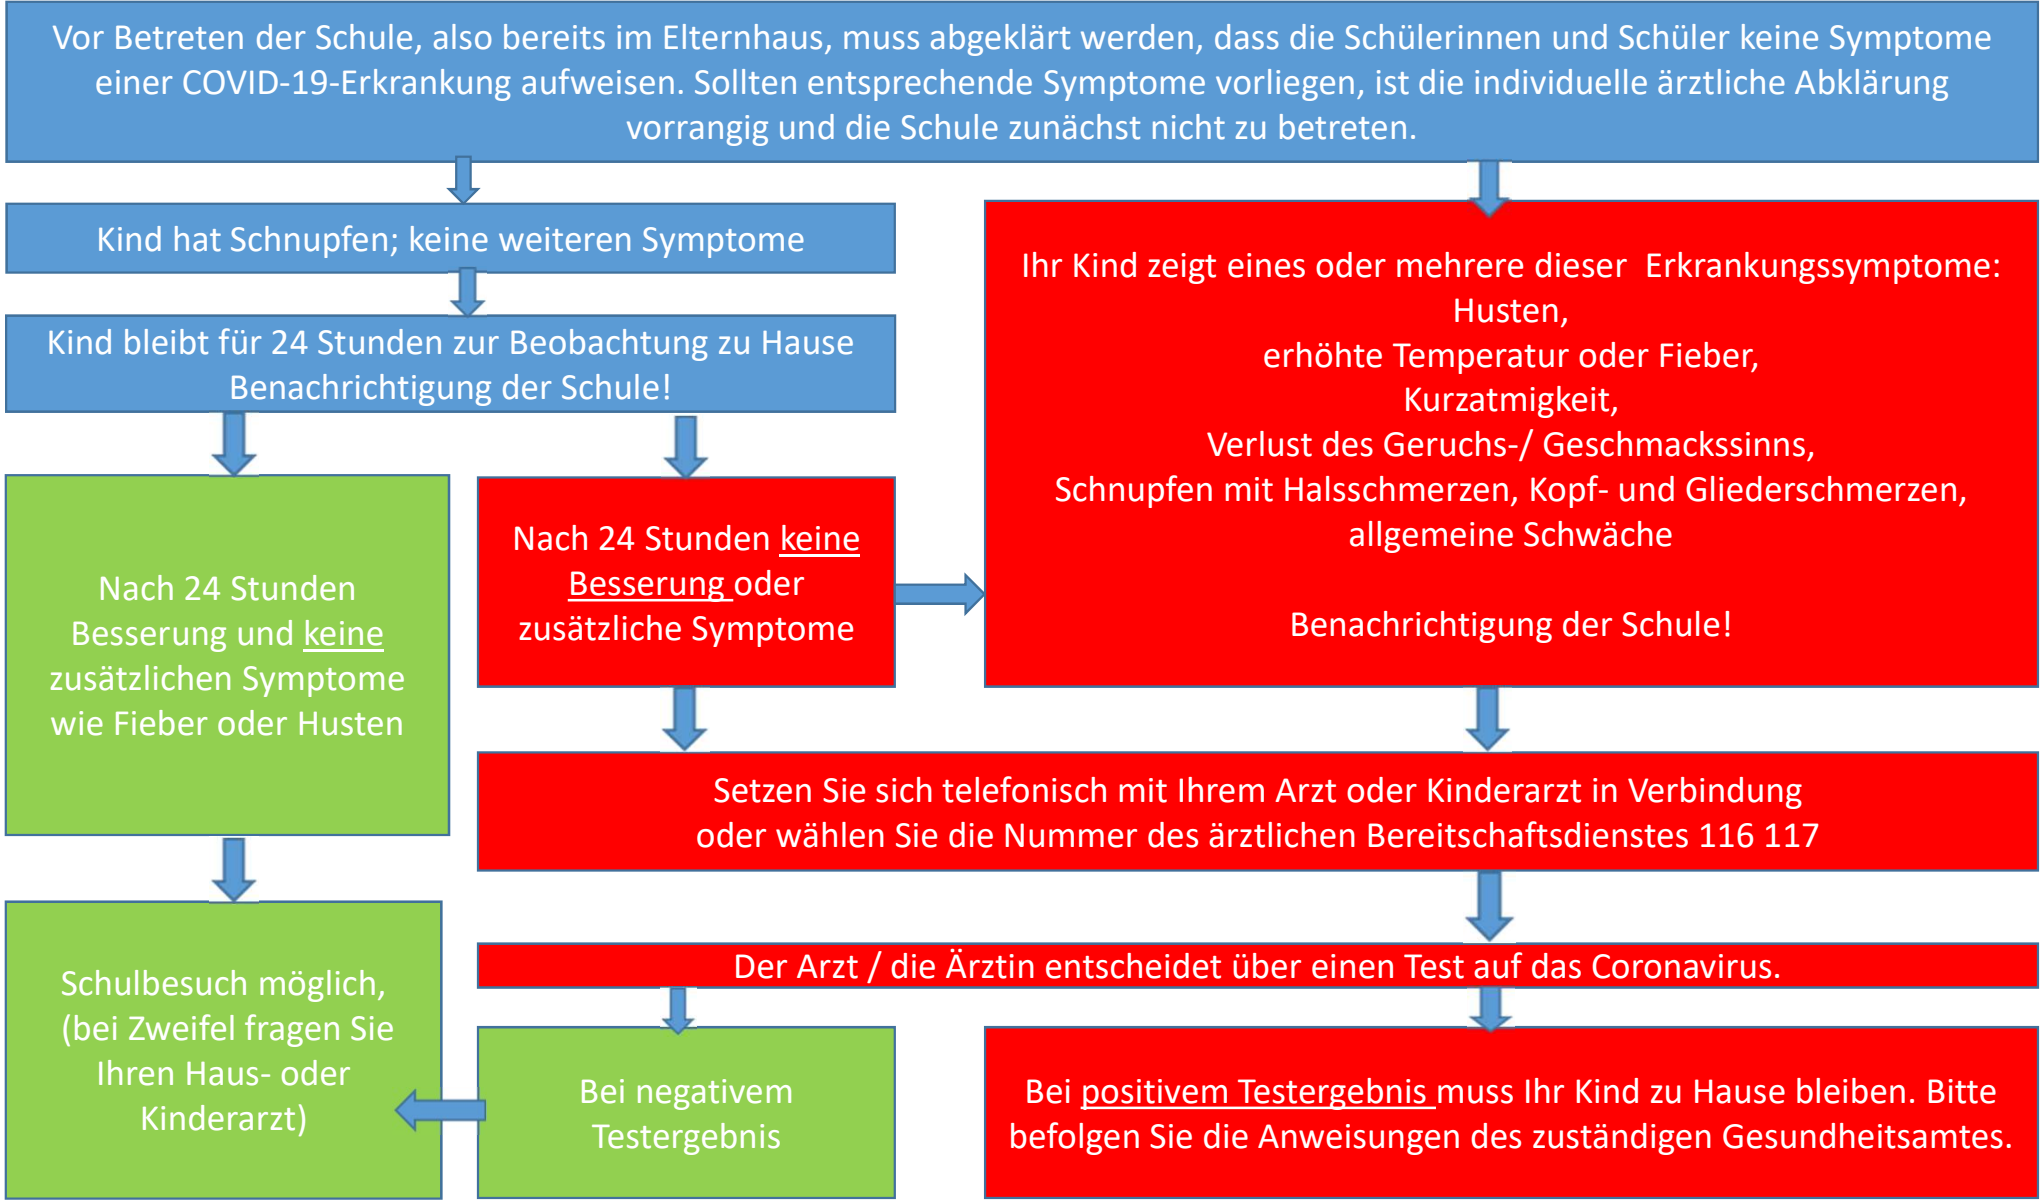 Vor Betreten der Schule, also bereits im Elternhaus, muss abgeklärt werden, dass die Schülerinnen und Schüler keine Symptome
einer COVID-19-Erkrankung aufweisen. Sollten entsprechende Symptome vorliegen, ist die individuelle ärztliche Abklärung
vorrangig und die Schule zunächst nicht zu betreten.
Kind hat Schnupfen; keine weiteren Symptome
Kind bleibt für 24 Stunden zur Beobachtung zu Hause
Benachrichtigung der Schule!
Nach 24 Stunden
Besserung und keine
zusätzlichen Symptome
wie Fieber oder Husten
Nach 24 Stunden keine
Besserung oder
zusätzliche Symptome
Ihr Kind zeigt eines oder mehrere dieser Erkrankungssymptome:
Husten,
erhöhte Temperatur oder Fieber,
Kurzatmigkeit,
Verlust des Geruchs-/ Geschmackssinns,
Schnupfen mit Halsschmerzen, Kopf- und Gliederschmerzen,
allgemeine Schwäche
Benachrichtigung der Schule!
Setzen Sie sich telefonisch mit Ihrem Arzt oder Kinderarzt in Verbindung
oder wählen Sie die Nummer des ärztlichen Bereitschaftsdienstes 116 117
Der Arzt / die Ärztin entscheidet über einen Test auf das Coronavirus.
Schulbesuch möglich,
(bei Zweifel fragen Sie
Ihren Haus- oder
Kinderarzt)
Bei negativem
Testergebnis
Bei positivem Testergebnis muss Ihr Kind zu Hause bleiben. Bitte
befolgen Sie die Anweisungen des zuständigen Gesundheitsamtes.